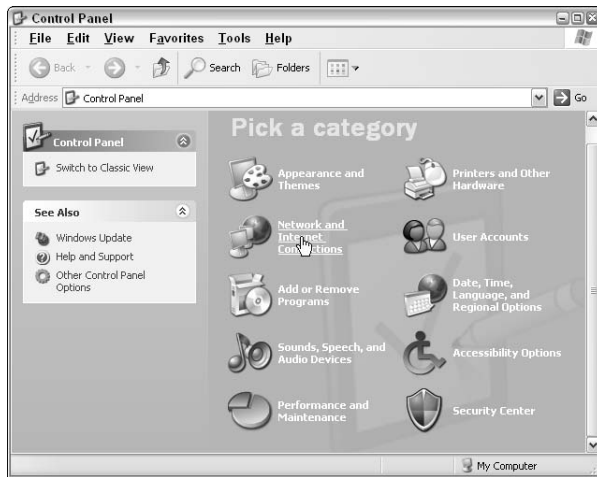 Control Panel
File Edit View Favorites Tools Help
Back Search Folders
Address Control Panel Go
Control Panel
Switch to Classic View
See Also
Windows Update
Help and Support
Other Control Panel
Options
Pick a category
Appearance and
Themes
Printers and Other
Hardware
Network and
Internet
Connections
User Accounts
Add or Remove
Programs
Date, Time,
Language, and
Regional Options
Sounds, Speech, and
Audio Devices
Accessibility Options
Performance and
Maintenance
Security Center
My Computer